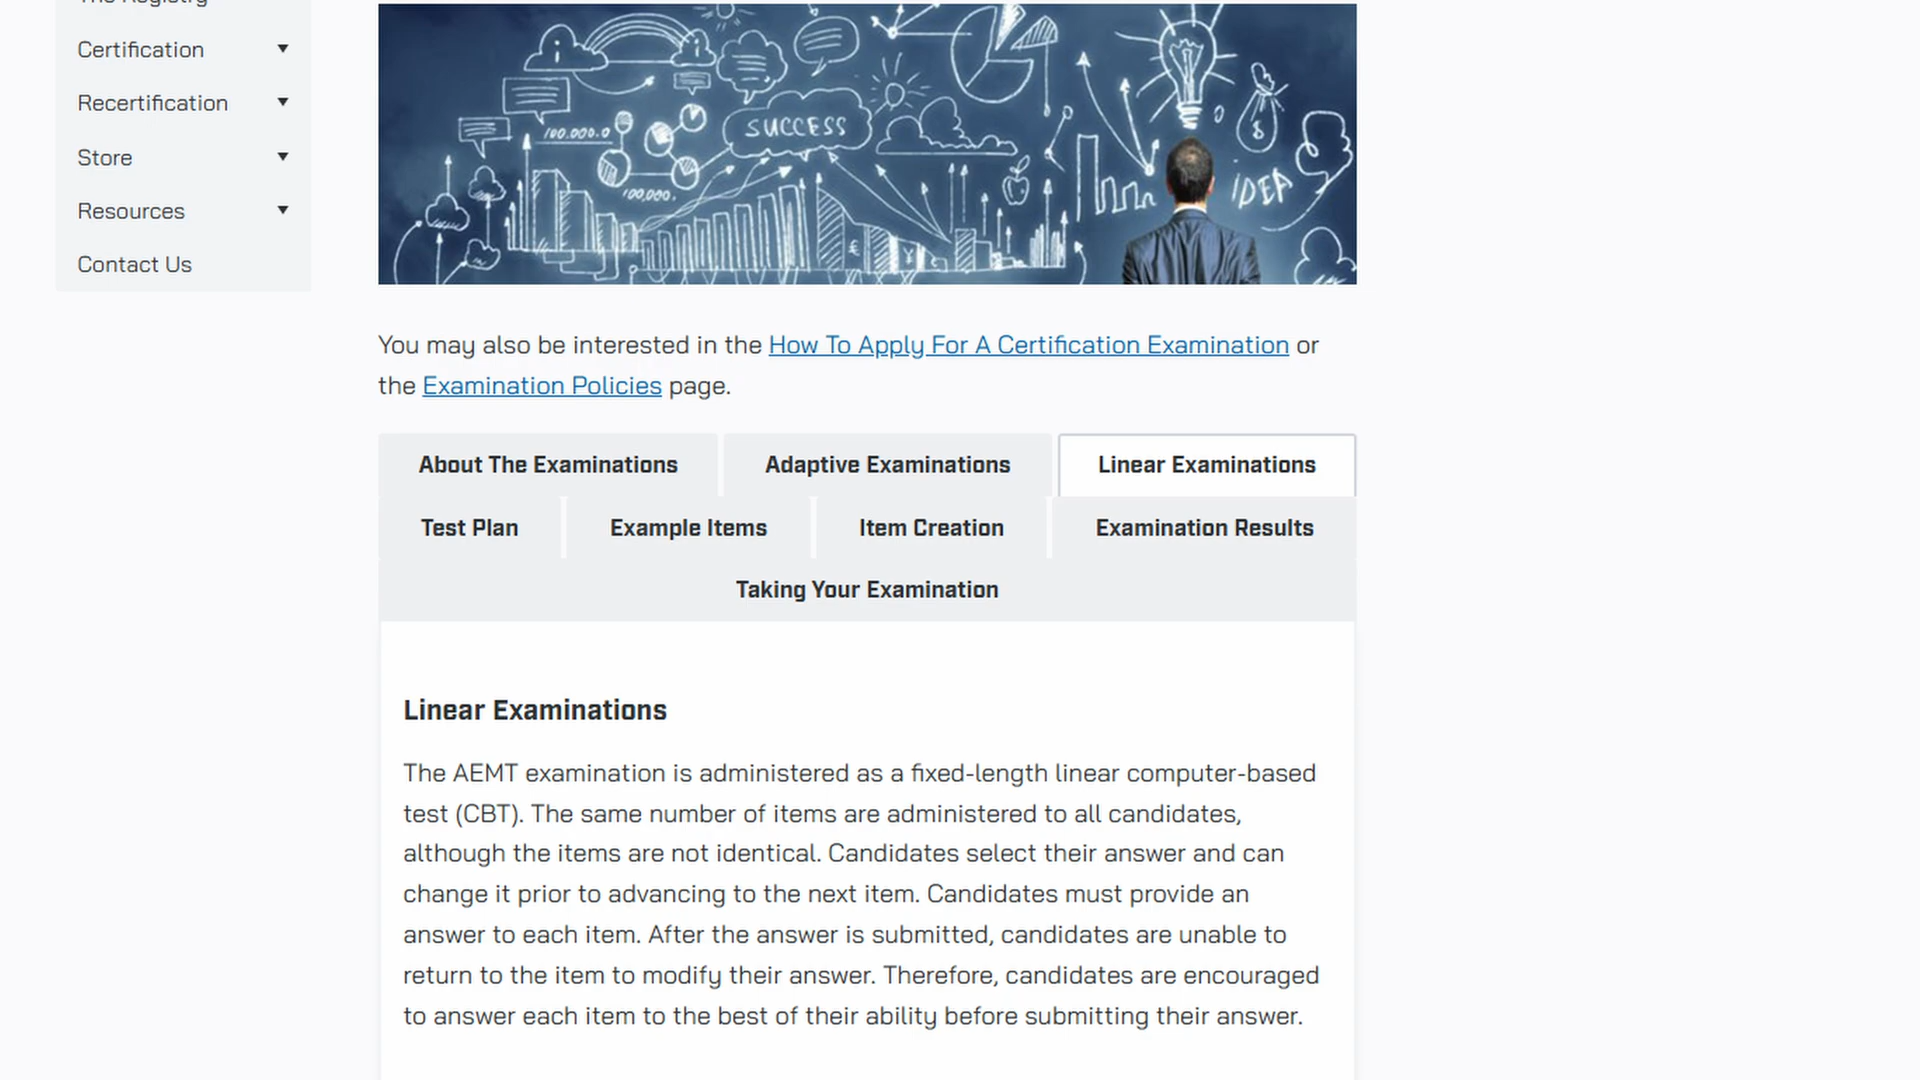 The Registry
Certification
Recertification
Store
Resources
Contact Us
100.000.0
SUCCESS
100,000.
IDEA
You may also be interested in the How To Apply For A Certification Examination or
the Examination Policies page.
About The Examinations
Adaptive Examinations
Linear Examinations
Test Plan
Example Items
Item Creation
Examination Results
Taking Your Examination
Linear Examinations
The AEMT examination is administered as a fixed-length linear computer-based
test (CBT). The same number of items are administered to all candidates,
although the items are not identical. Candidates select their answer and can
change it prior to advancing to the next item. Candidates must provide an
answer to each item. After the answer is submitted, candidates are unable to
return to the item to modify their answer. Therefore, candidates are encouraged
to answer each item to the best of their ability before submitting their answer.